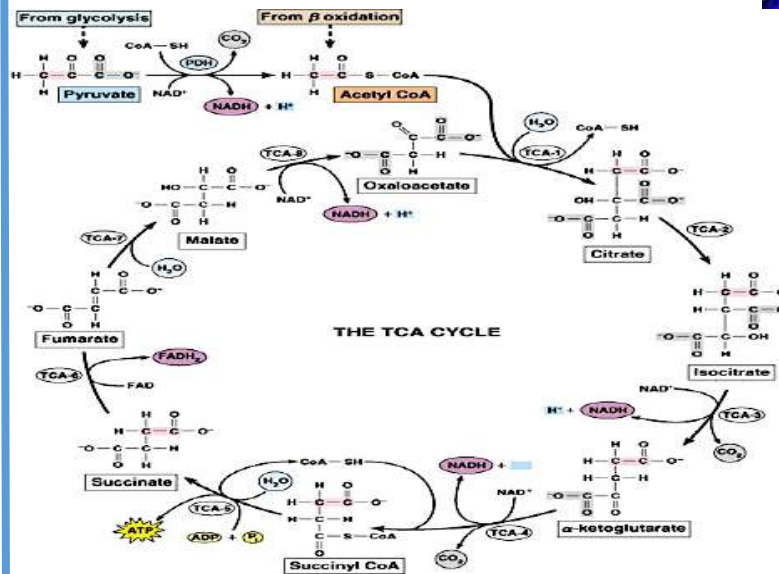 From glycolysis
From β oxidation
CoA—SH
CO₂
PDH
Pyruvate
NAD⁺
NADH + H⁺
H O O
H—C—C—C—O⁻
H
H O
H—C—C—S—CoA
H
Acetyl CoA
H₂O
CoA—SH
TCA-1
TCA-8
Oxaloacetate
NAD⁺
NADH + H⁺
Malate
Citrate
TCA-2
TCA-7
H₂O
Fumarate
THE TCA CYCLE
Isocitrate
FADH₂
TCA-6
FAD
NAD⁺
H⁺ + NADH
TCA-3
CO₂
Succinate
CoA—SH
H₂O
TCA-5
ATP
ADP + Pᵢ
S—CoA
Succinyl CoA
NADH +
NAD⁺
TCA-4
CO₂
α-ketoglutarate